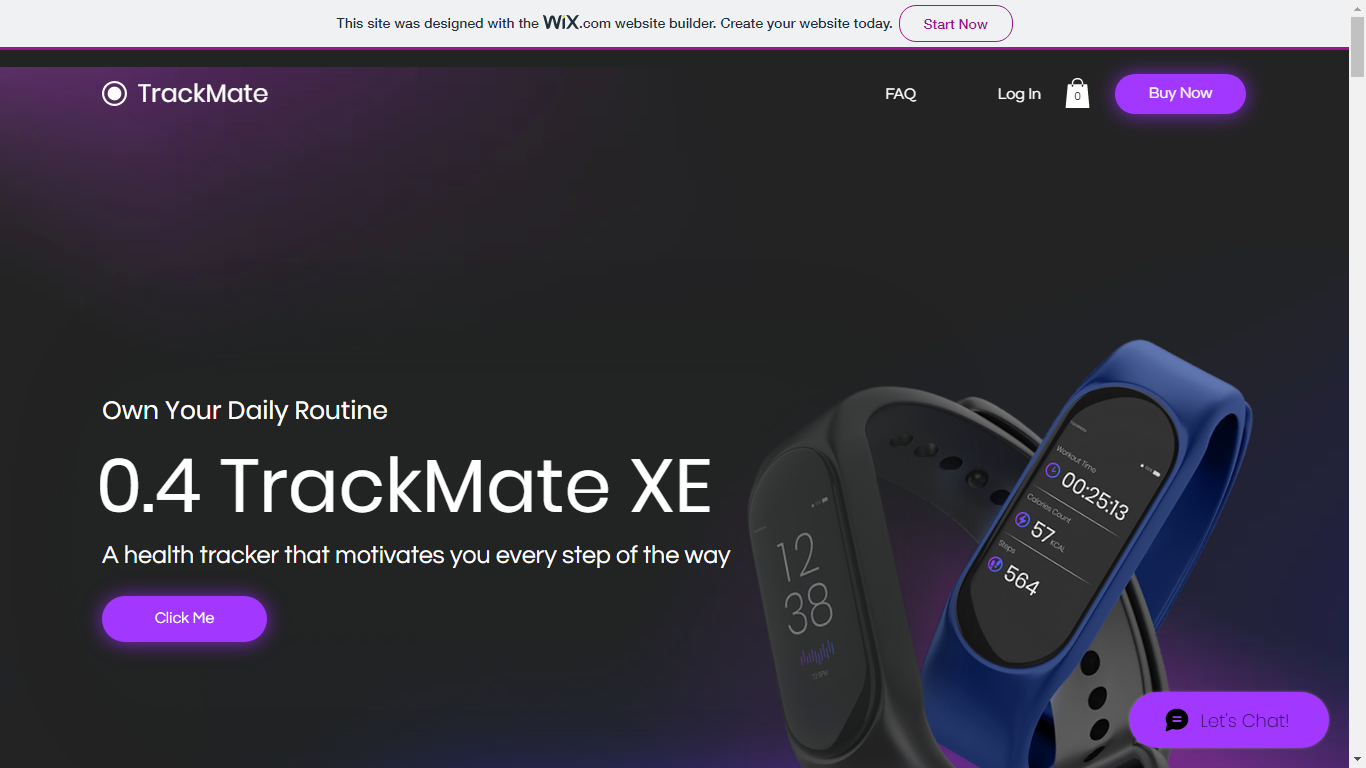 This site was designed with the WiX.com website builder. Create your website today.
Start Now
TrackMate
FAQ
Log In
0
Buy Now
Own Your Daily Routine
0.4 TrackMate XE
A health tracker that motivates you every step of the way
Click Me
12
38
Workout Time
00:25:13
Calories Count
57 KCAL
Steps
564
Let's Chat!